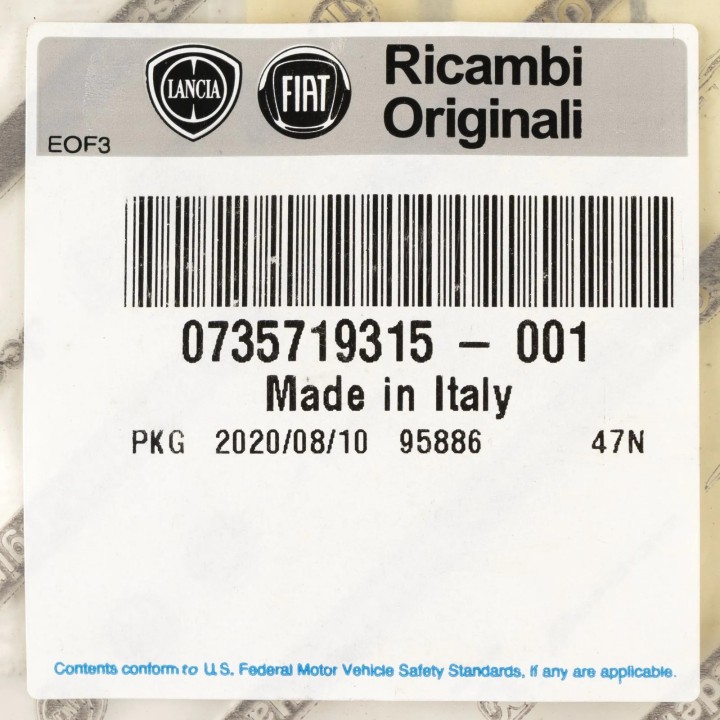 LANCIA
FIAT
Ricambi
Originali
EOF3
0735719315 – 001
Made in Italy
PKG 2020/08/10 95886 47N
Contents conform to U.S. Federal Motor Vehicle Safety Standards, if any are applicable.